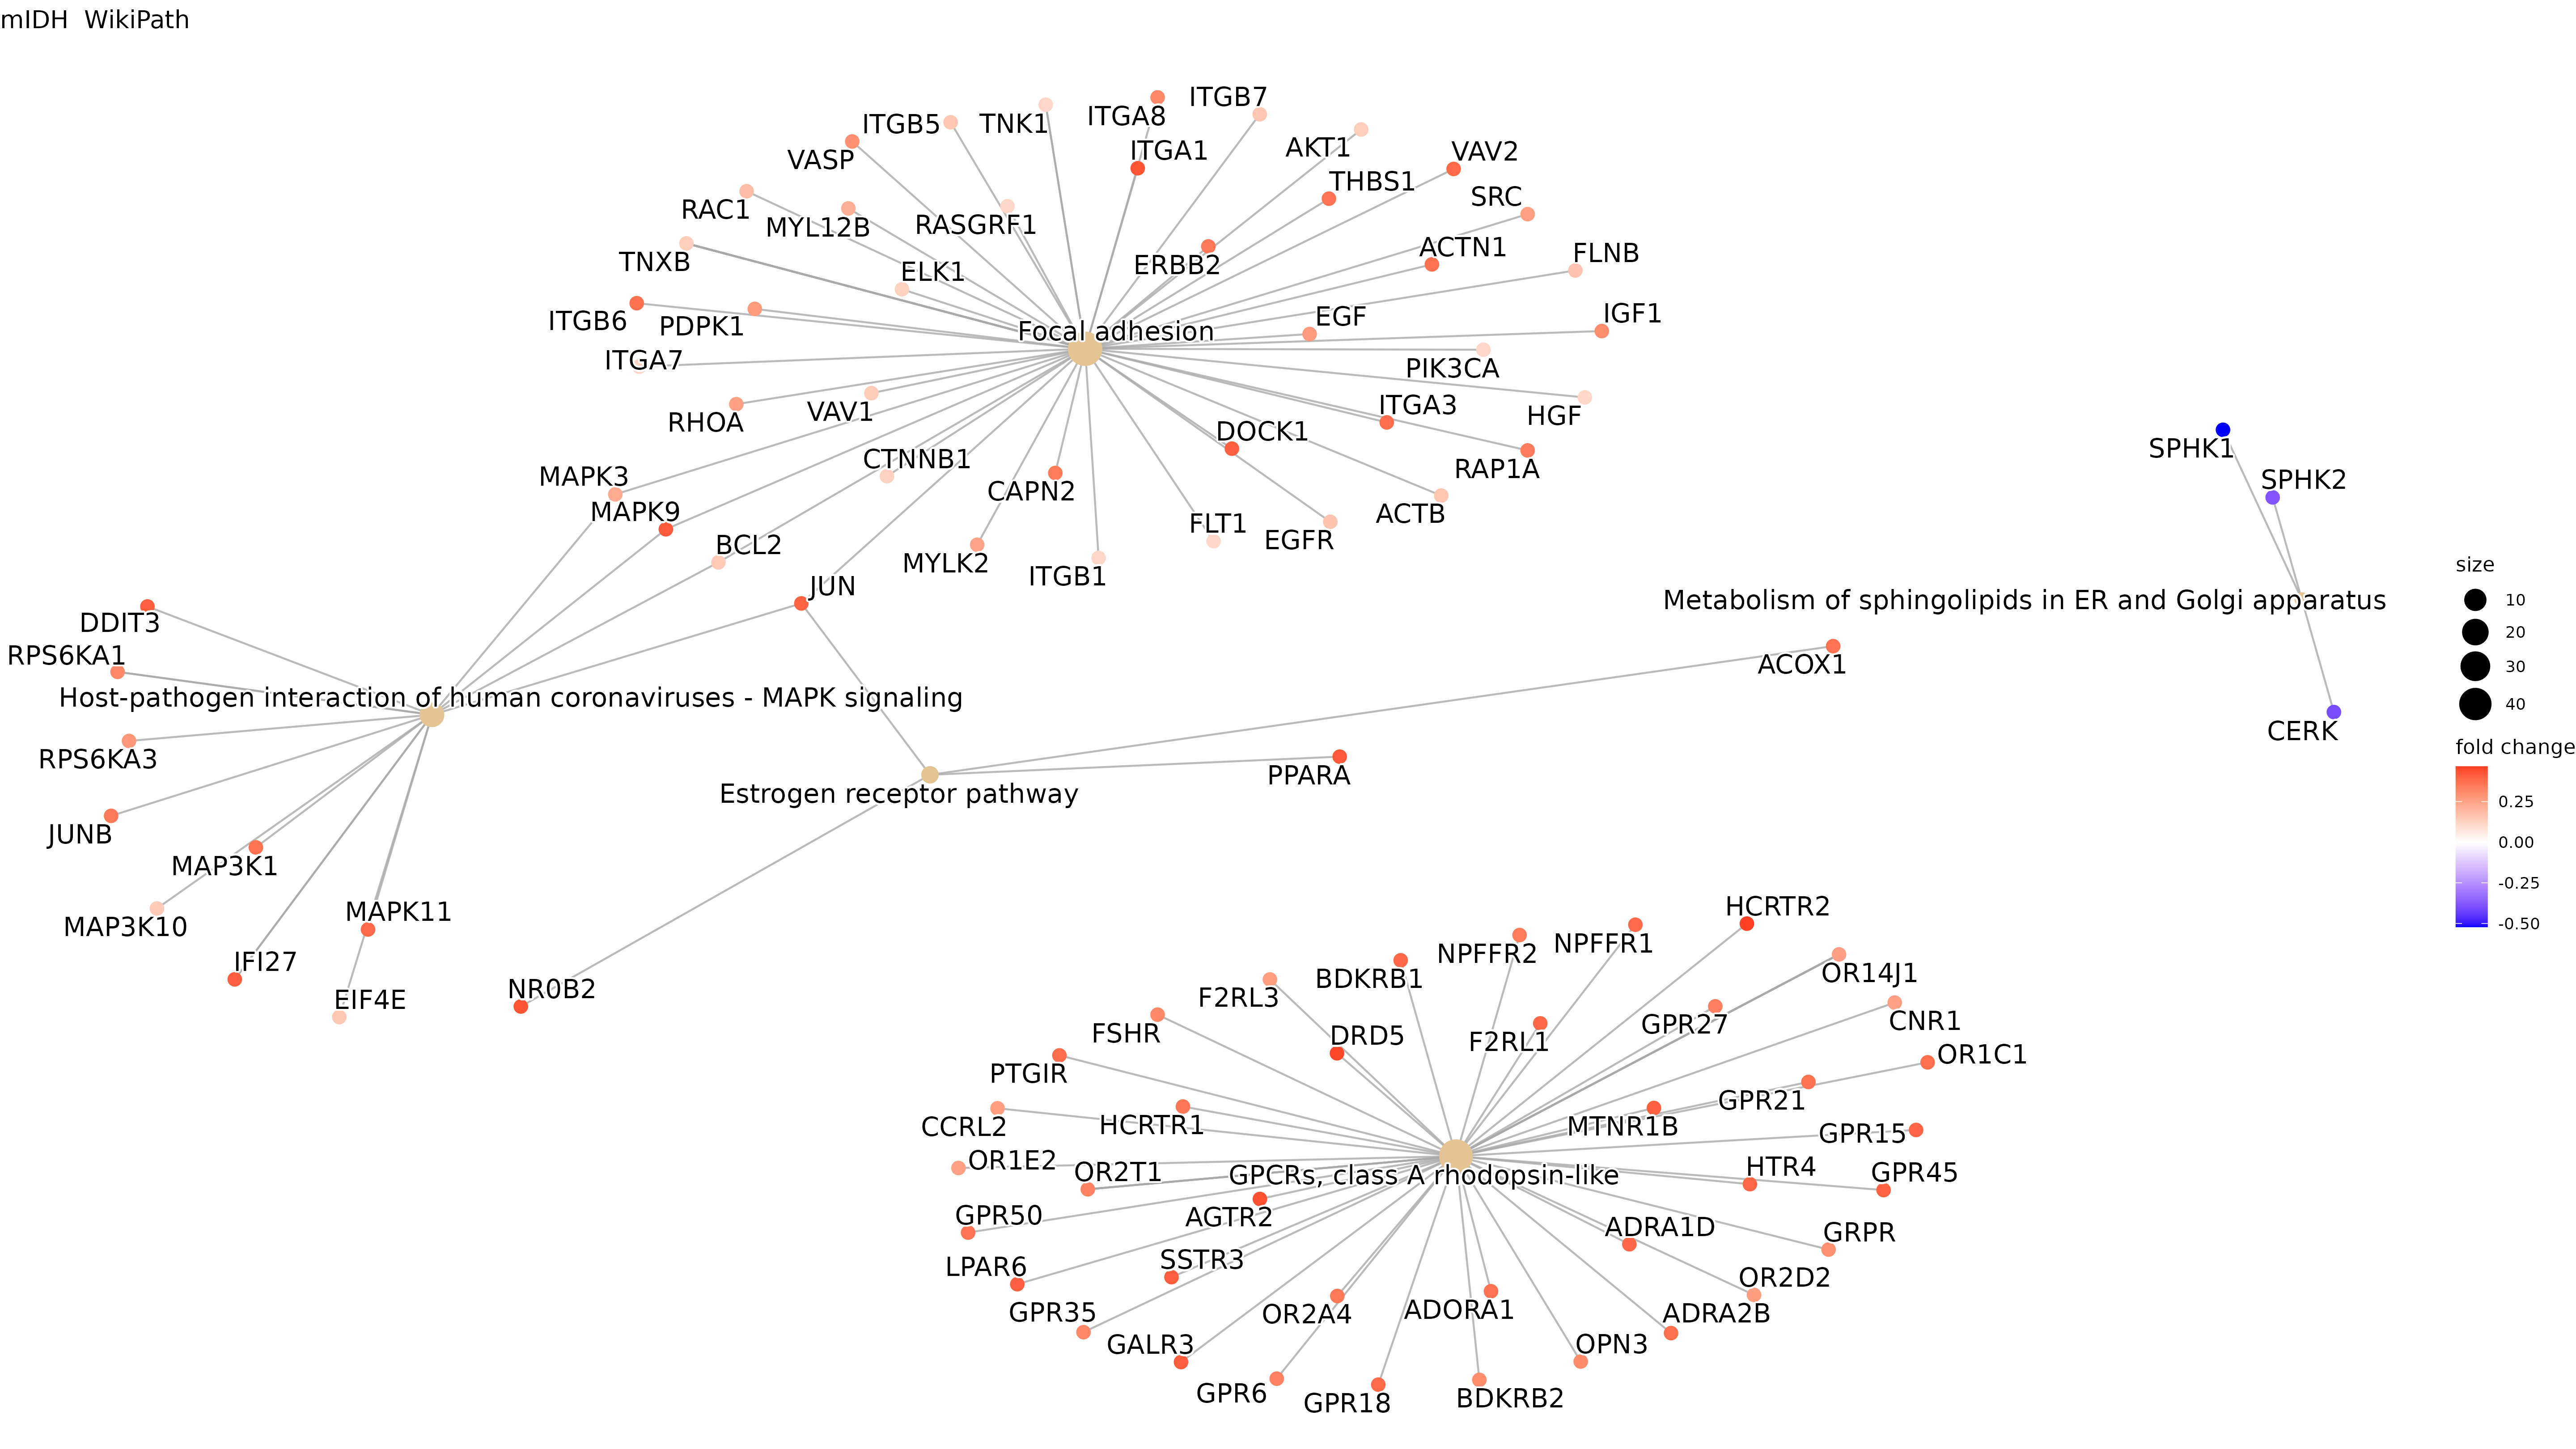 mIDH  WikiPath
ITGA8
ITGB7
ITGB5
TNK1
AKT1
ITGA1
VAV2
VASP
THBS1
SRC
RAC1
MYL12B
RASGRF1
ACTN1
FLNB
TNXB
ELK1
ERBB2
ITGB6
PDPK1
Focal adhesion
EGF
IGF1
ITGA7
PIK3CA
RHOA
VAV1
ITGA3
HGF
DOCK1
SPHK1
CTNNB1
RAP1A
MAPK3
CAPN2
SPHK2
MAPK9
ACTB
FLT1
EGFR
BCL2
MYLK2
ITGB1
JUN
Metabolism of sphingolipids in ER and Golgi apparatus
DDIT3
RPS6KA1
ACOX1
Host-pathogen interaction of human coronaviruses - MAPK signaling
CERK
RPS6KA3
PPARA
Estrogen receptor pathway
JUNB
MAP3K1
MAPK11
MAP3K10
IFI27
EIF4E
NR0B2
HCRTR2
NPFFR2
NPFFR1
BDKRB1
OR14J1
F2RL3
FSHR
DRD5
F2RL1
GPR27
CNR1
PTGIR
OR1C1
CCRL2
HCRTR1
MTNR1B
GPR21
GPR15
OR1E2
OR2T1
GPCRs, class A rhodopsin-like
HTR4
GPR45
GPR50
AGTR2
ADRA1D
GRPR
LPAR6
SSTR3
OR2D2
GPR35
OR2A4
ADORA1
ADRA2B
GALR3
OPN3
GPR6
GPR18
BDKRB2
size
10
20
30
40
fold change
0.25
0.00
-0.25
-0.50